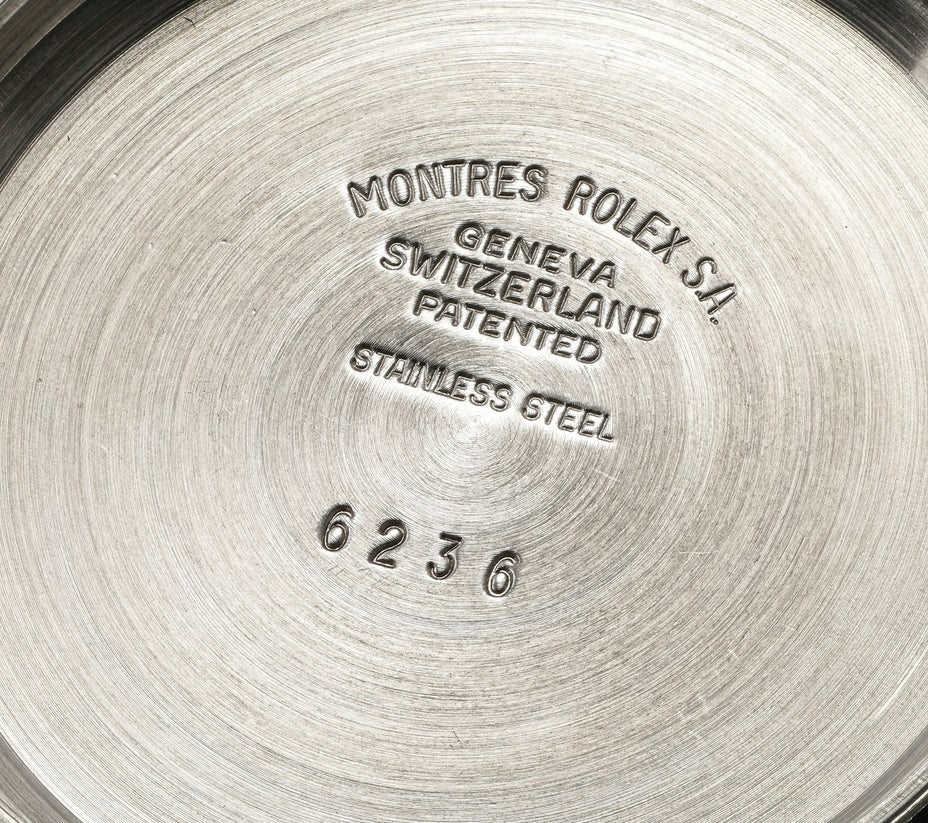 MONTRES ROLEX S.A.
GENEVA
SWITZERLAND
PATENTED
STAINLESS STEEL
6236